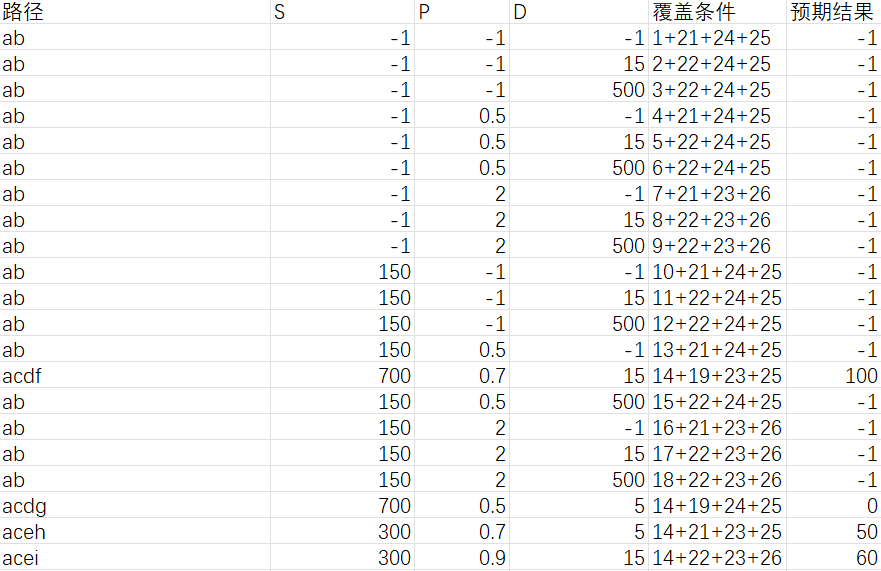 路径 S P D 覆盖条件 预期结果
ab -1 -1 -1 1+21+24+25 -1
ab -1 -1 15 2+22+24+25 -1
ab -1 -1 500 3+22+24+25 -1
ab -1 0.5 -1 4+21+24+25 -1
ab -1 0.5 15 5+22+24+25 -1
ab -1 0.5 500 6+22+24+25 -1
ab -1 2 -1 7+21+23+26 -1
ab -1 2 15 8+22+23+26 -1
ab -1 2 500 9+22+23+26 -1
ab 150 -1 -1 10+21+24+25 -1
ab 150 -1 15 11+22+24+25 -1
ab 150 -1 500 12+22+24+25 -1
ab 150 0.5 -1 13+21+24+25 -1
acdf 700 0.7 15 14+19+23+25 100
ab 150 0.5 500 15+22+24+25 -1
ab 150 2 -1 16+21+23+26 -1
ab 150 2 15 17+22+23+26 -1
ab 150 2 500 18+22+23+26 -1
acdg 700 0.5 5 14+19+24+25 0
aceh 300 0.7 5 14+21+23+25 50
acei 300 0.9 15 14+22+23+26 60